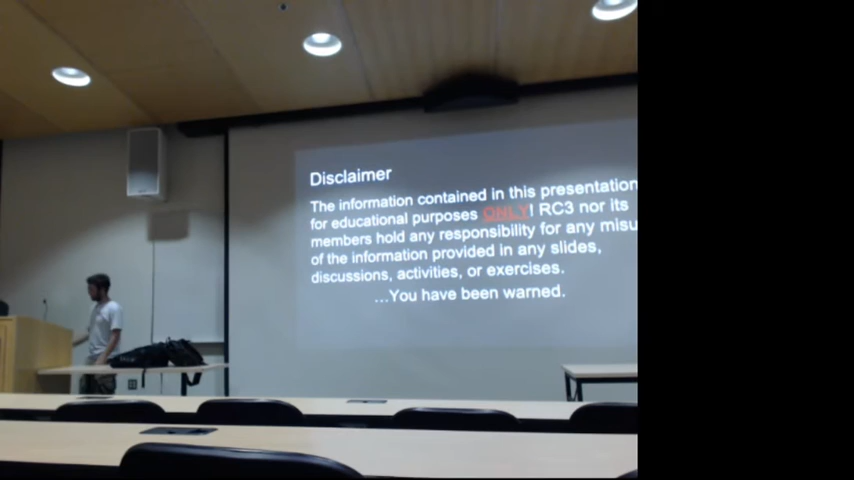 Disclaimer
The information contained in this presentation
for educational purposes ONLY! RC3 nor its
members hold any responsibility for any misu
of the information provided in any slides,
discussions, activities, or exercises.
...You have been warned.